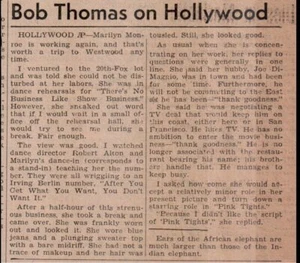 Bob Thomas on Hollywood
HOLLYWOOD AP—Marilyn Mon-
roe is working again, and that's
worth a trip to Westwood any
time.
I ventured to the 20th-Fox lot
and was told she could not be dis-
turbed at her labors. She was in
dance rehearsals for "There's No
Business Like Show Business."
However, she sneaked out word
that if I would wait in a small of-
fice off the rehearsal hall, she
would try to see me during a
break. Fair enough.
The view was good. I watched
dance director Robert Alton and
Marilyn's dance-in (corresponds to
a stand-in) teaching her the num-
ber. They were all wringing to an
Irving Berlin number, "After You
Get What You Want, You Don't
Want It."
After a half-hour of this strenu-
ous business, she took a break and
came over. She was frankly worn
out and looked it. She wore blue
jeans and a plunging sweater top
with a bare midriff. She had not a
trace of makeup and her hair was
tousled. Still, she looked good.
As usual when she is concen-
trating on her work, her replies to
questions were generally in one
line. She said her hubby, Joe Di-
Maggio, was in town and had been
for some time. Furthermore, he
will not be commuting to the East
as he has been—"thank goodness."
She said he was negotiating a
TV deal that would keep him on
this coast, either here or in San
Francisco. He likes TV. He has no
ambition to enter the movie busi-
ness—"thank goodness." He is no
longer associated with the restau-
rant bearing his name; his broth-
ers handle that. He manages to
keep occupied.
I asked how come she would ac-
cept a relatively minor role in her
present picture and turn down a
starring role in "Pink Tights."
"Because I didn't like the script
of 'Pink Tights'," she replied.
Ears of the African elephant are
much larger than those of the In-
dian elephant.